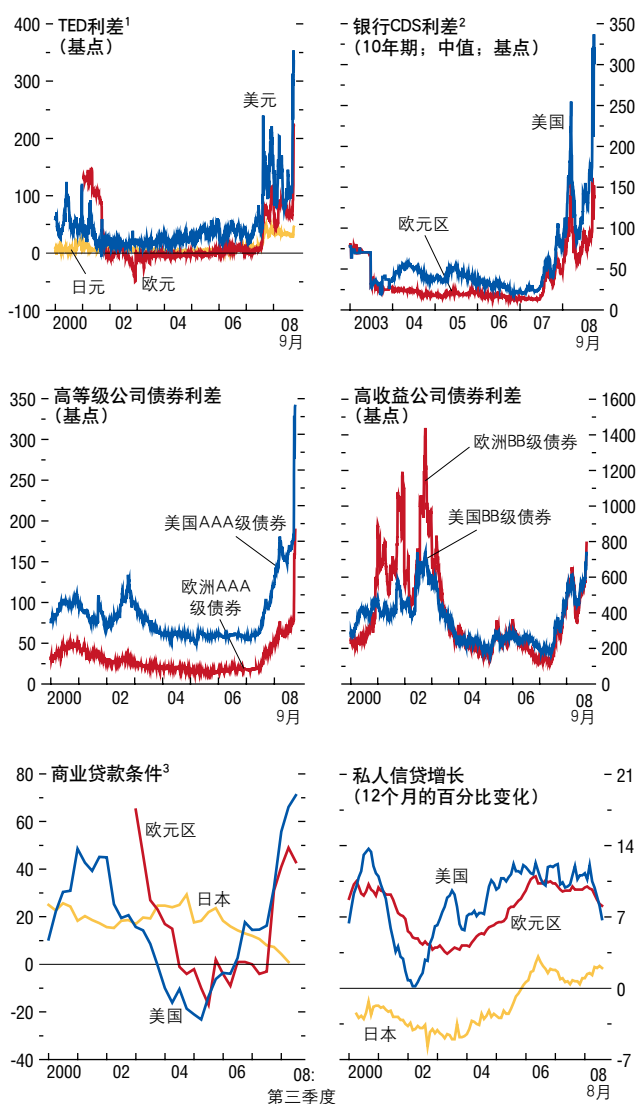 TED利差1
(基点)
400
300
200
100
0
-100
美元
日元
欧元
2000 02 04 06 08
9月
银行CDS利差2
(10年期；中值；基点)
350
300
250
200
150
100
50
0
美国
欧元区
2003 04 05 06 07 08
9月
高等级公司债券利差
(基点)
350
300
250
200
150
100
50
0
美国AAA级债券
欧洲AAA
级债券
2000 02 04 06 08
9月
高收益公司债券利差
(基点)
1600
1400
1200
1000
800
600
400
200
0
欧洲BB级债券
美国BB级债券
2000 02 04 06 08
9月
商业贷款条件3
80
60
40
20
0
-20
-40
欧元区
日本
美国
2000 02 04 06 08:
第三季度
私人信贷增长
(12个月的百分比变化)
21
14
7
0
-7
美国
欧元区
日本
2000 02 04 06 08
8月